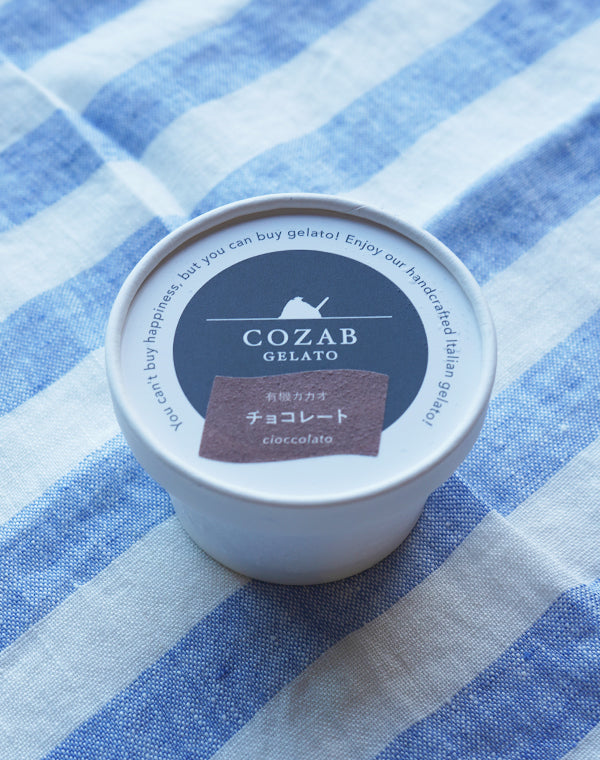 You can't buy happiness, but you can buy gelato! Enjoy our handcrafted Italian gelato!
COZAB
GELATO
有機カカオ
チョコレート
cioccolato